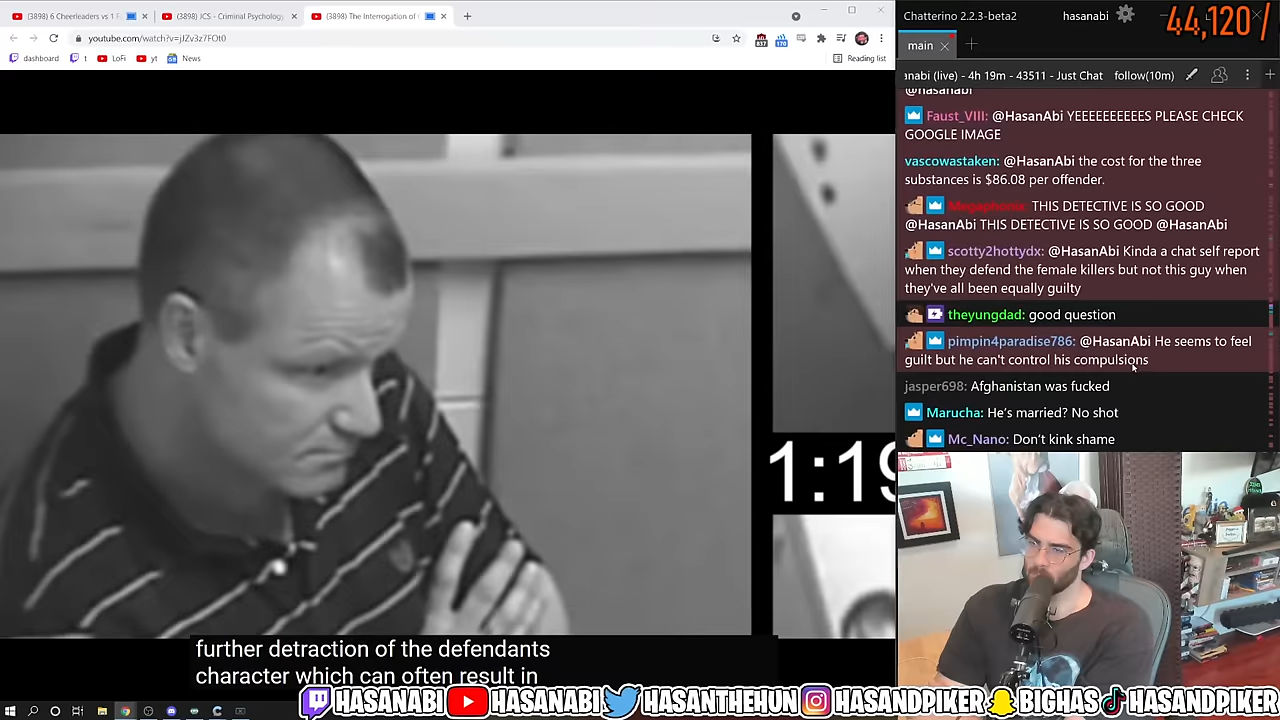 (3898) 6 Cheerleaders vs 1 F
(3898) JCS - Criminal Psychology
(3898) The Interrogation of
youtube.com/watch?v=jJZv3z7FOt0
dashboard
t
LoFi
yt
News
Reading list
Chatterino 2.2.3-beta2
hasanabi
44,120 /
main
anabi (live) - 4h 19m - 43511 - Just Chat
follow(10m)
@hasanabi
Faust_VIII: @HasanAbi YEEEEEEEEES PLEASE CHECK
GOOGLE IMAGE
vascowastaken: @HasanAbi the cost for the three
substances is $86.08 per offender.
Megaphonix: THIS DETECTIVE IS SO GOOD
@HasanAbi THIS DETECTIVE IS SO GOOD @HasanAbi
scotty2hottydx: @HasanAbi Kinda a chat self report
when they defend the female killers but not this guy when
they've all been equally guilty
theyungdad: good question
pimpin4paradise786: @HasanAbi He seems to feel
guilt but he can't control his compulsions
jasper698: Afghanistan was fucked
Marucha: He's married? No shot
Mc_Nano: Don't kink shame
1:19
further detraction of the defendants
character which can often result in
HASANABI HASANABI HASANTHEHUN HASANDPIKER BIGHAS HASANDPIKER